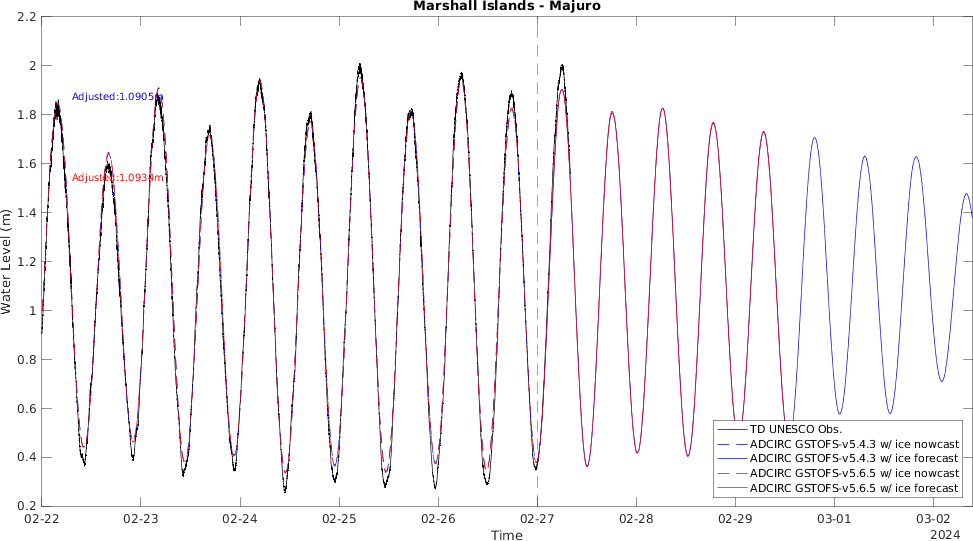 Marshall Islands - Majuro
2.2
2
1.8
1.6
1.4
1.2
1
0.8
0.6
0.4
0.2
Water Level (m)
Adjusted:1.0905m
Adjusted:1.0934m
TD UNESCO Obs.
ADCIRC GSTOFS-v5.4.3 w/ ice nowcast
ADCIRC GSTOFS-v5.4.3 w/ ice forecast
ADCIRC GSTOFS-v5.6.5 w/ ice nowcast
ADCIRC GSTOFS-v5.6.5 w/ ice forecast
02-22 02-23 02-24 02-25 02-26 02-27 02-28 02-29 03-01 03-02
Time
2024